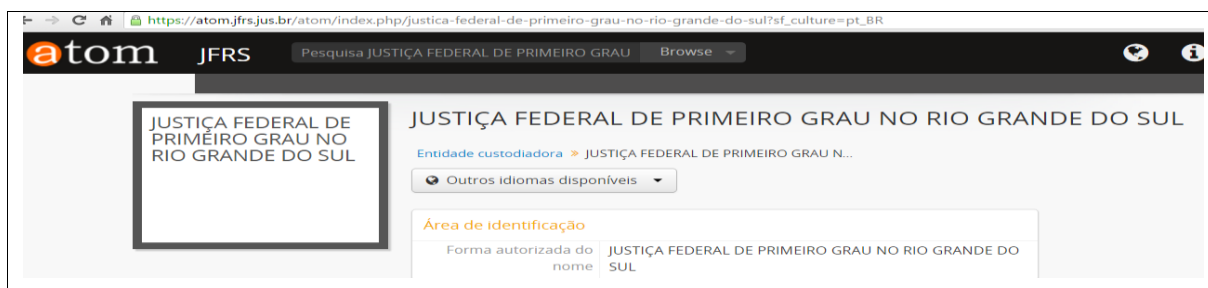 https://atom.jfrs.jus.br/atom/index.php/justica-federal-de-primeiro-grau-no-rio-grande-do-sul?sf_culture=pt_BR
atom JFRS Pesquisa JUSTIÇA FEDERAL DE PRIMEIRO GRAU Browse
JUSTIÇA FEDERAL DE
PRIMEIRO GRAU NO
RIO GRANDE DO SUL
JUSTIÇA FEDERAL DE PRIMEIRO GRAU NO RIO GRANDE DO SUL
Entidade custodiadora » JUSTIÇA FEDERAL DE PRIMEIRO GRAU N...
Outros idiomas disponíveis
Área de identificação
Forma autorizada do
nome
JUSTIÇA FEDERAL DE PRIMEIRO GRAU NO RIO GRANDE DO
SUL